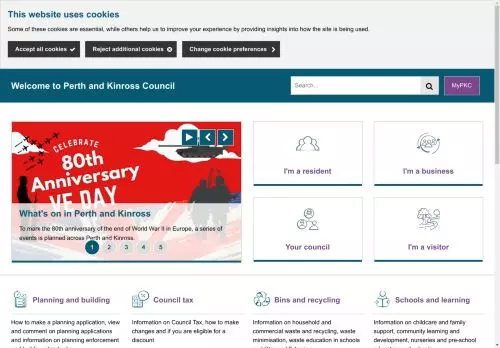 This website uses cookies
Some of these cookies are essential, while others help us to improve your experience by providing insights into how the site is being used.
Accept all cookies
Reject additional cookies
Change cookie preferences
Welcome to Perth and Kinross Council
Search...
MyPKC
CELEBRATE
80th
Anniversary
VE DAY
What's on in Perth and Kinross
To mark the 80th anniversary of the end of World War II in Europe, a series
of events is planned across Perth and Kinross.
1 2 3 4 5
I'm a resident
I'm a business
Your council
I'm a visitor
Planning and building
How to make a planning application, view
and comment on planning applications
and information on planning enforcement
Council tax
Information on Council Tax, how to make
changes and if you are eligible for a
discount.
Bins and recycling
Information on household and
commercial waste and recycling, waste
minimisation, waste education in schools
Schools and learning
Information on childcare and family
support, community learning and
development, nurseries and pre-school